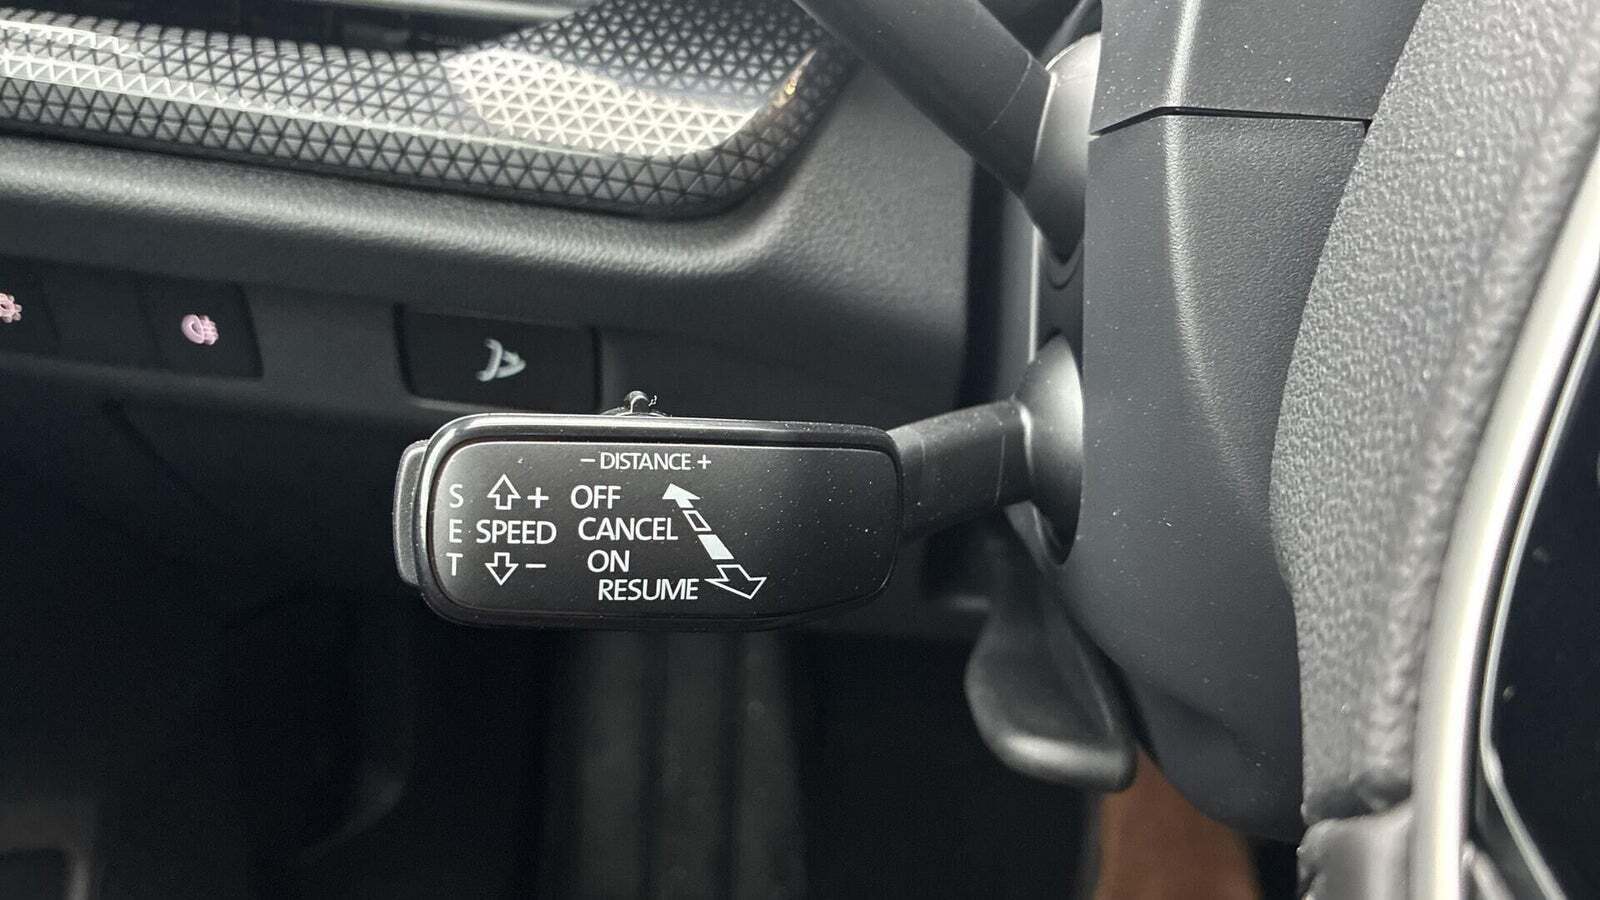 − DISTANCE +
S + OFF
E SPEED CANCEL
T − ON
RESUME